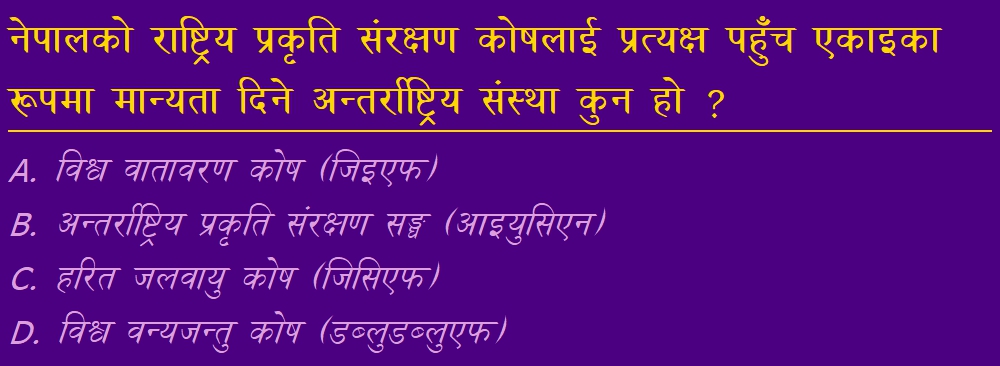 नेपालको राष्ट्रिय प्रकृति संरक्षण कोषलाई प्रत्यक्ष पहुँच एकाइका
रूपमा मान्यता दिने अन्तर्राष्ट्रिय संस्था कुन हो ?
A. विश्व वातावरण कोष (जिइएफ)
B. अन्तर्राष्ट्रिय प्रकृति संरक्षण सङ्घ (आइयुसिएन)
C. हरित जलवायु कोष (जिसिएफ)
D. विश्व वन्यजन्तु कोष (डब्लुडब्लुएफ)